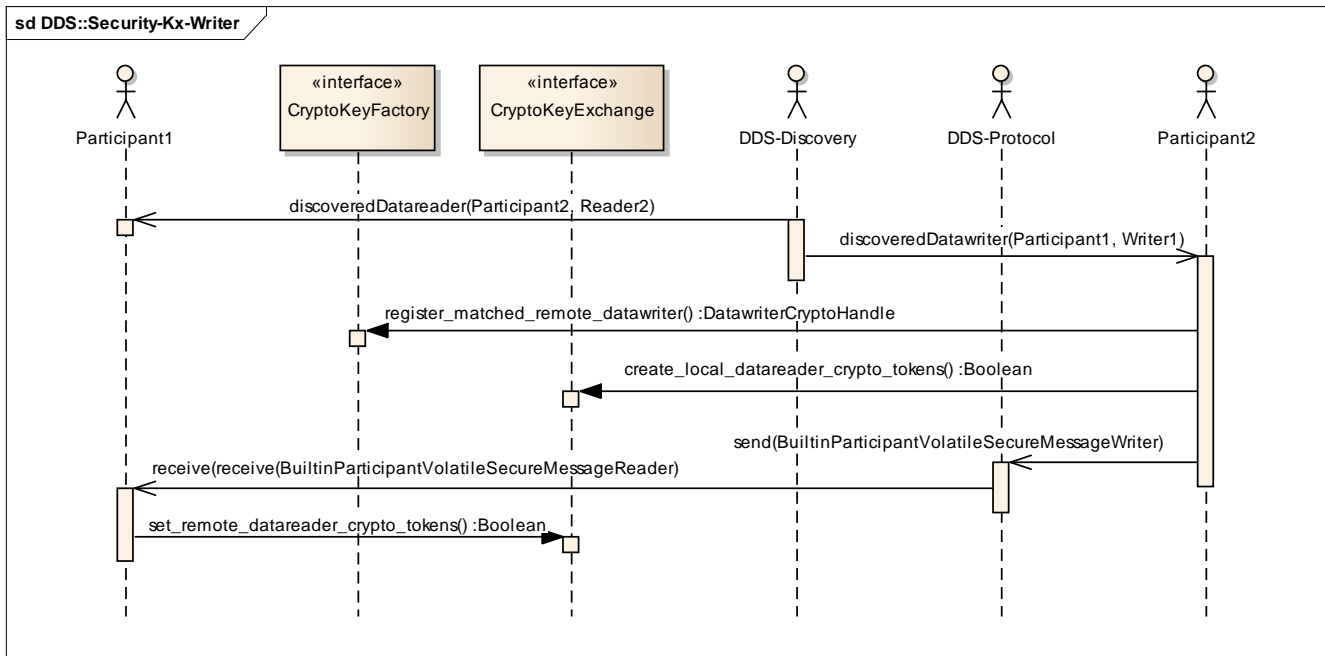 sd DDS::Security-Kx-Writer
«interface»
CryptoKeyFactory
«interface»
CryptoKeyExchange
Participant1
DDS-Discovery
DDS-Protocol
Participant2
discoveredDatareader(Participant2, Reader2)
discoveredDatawriter(Participant1, Writer1)
register_matched_remote_datawriter() :DatawriterCryptoHandle
create_local_datareader_crypto_tokens() :Boolean
send(BuiltinParticipantVolatileSecureMessageWriter)
receive(receive(BuiltinParticipantVolatileSecureMessageReader)
set_remote_datareader_crypto_tokens() :Boolean